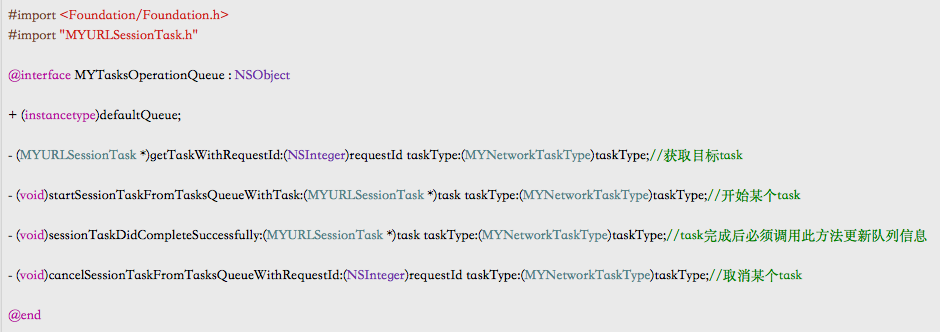 #import <Foundation/Foundation.h>
#import "MYURLSessionTask.h"
@interface MYTasksOperationQueue : NSObject
+ (instancetype)defaultQueue;
- (MYURLSessionTask *)getTaskWithRequestId:(NSInteger)requestId taskType:(MYNetworkTaskType)taskType;//获取目标task
- (void)startSessionTaskFromTasksQueueWithTask:(MYURLSessionTask *)task taskType:(MYNetworkTaskType)taskType;//开始某个task
- (void)sessionTaskDidCompleteSuccessfully:(MYURLSessionTask *)task taskType:(MYNetworkTaskType)taskType;//task完成后必须调用此方法更新队列信息
- (void)cancelSessionTaskFromTasksQueueWithRequestId:(NSInteger)requestId taskType:(MYNetworkTaskType)taskType;//取消某个task
@end